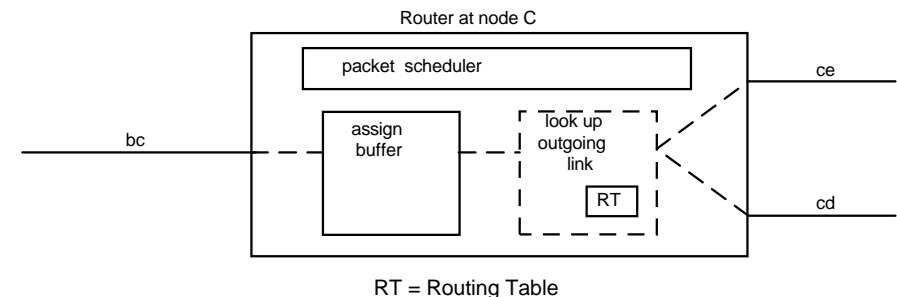 Router at node C
packet scheduler
ce
assign
buffer
look up
outgoing
link
bc
RT
cd
RT = Routing Table